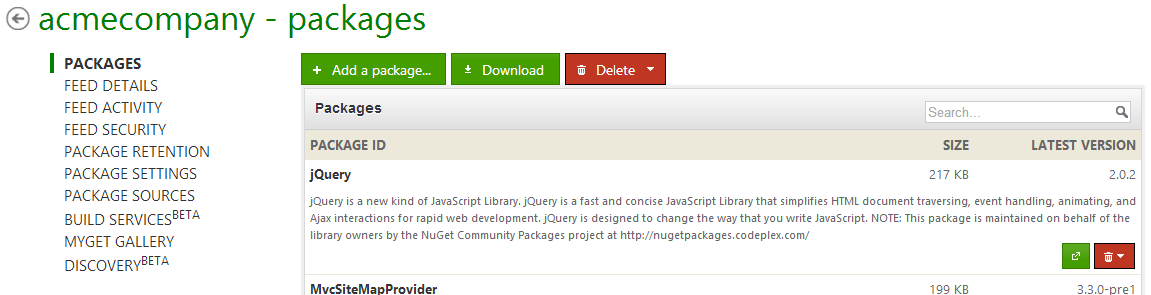 acmecompany - packages
PACKAGES
FEED DETAILS
FEED ACTIVITY
FEED SECURITY
PACKAGE RETENTION
PACKAGE SETTINGS
PACKAGE SOURCES
BUILD SERVICESBETA
MYGET GALLERY
DISCOVERYBETA
+ Add a package... Download Delete
Packages Search...
PACKAGE ID SIZE LATEST VERSION
jQuery 217 KB 2.0.2
jQuery is a new kind of JavaScript Library. jQuery is a fast and concise JavaScript Library that simplifies HTML document traversing, event handling, animating, and
Ajax interactions for rapid web development. jQuery is designed to change the way that you write JavaScript. NOTE: This package is maintained on behalf of the
library owners by the NuGet Community Packages project at http://nugetpackages.codeplex.com/
MvcSiteMapProvider 199 KB 3.3.0-pre1